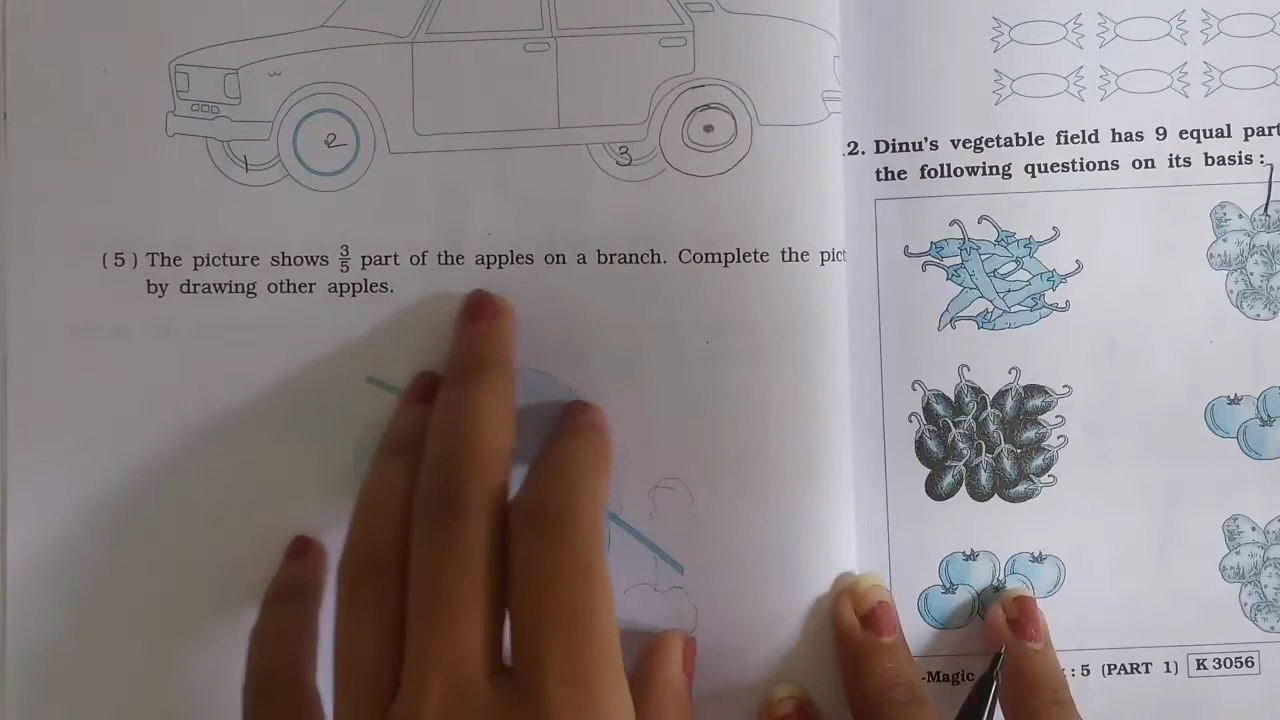 2
1
3
(5) The picture shows 3/5 part of the apples on a branch. Complete the pict
by drawing other apples.
.2. Dinu's vegetable field has 9 equal part
the following questions on its basis :
-Magic
: 5 (PART 1) K 3056